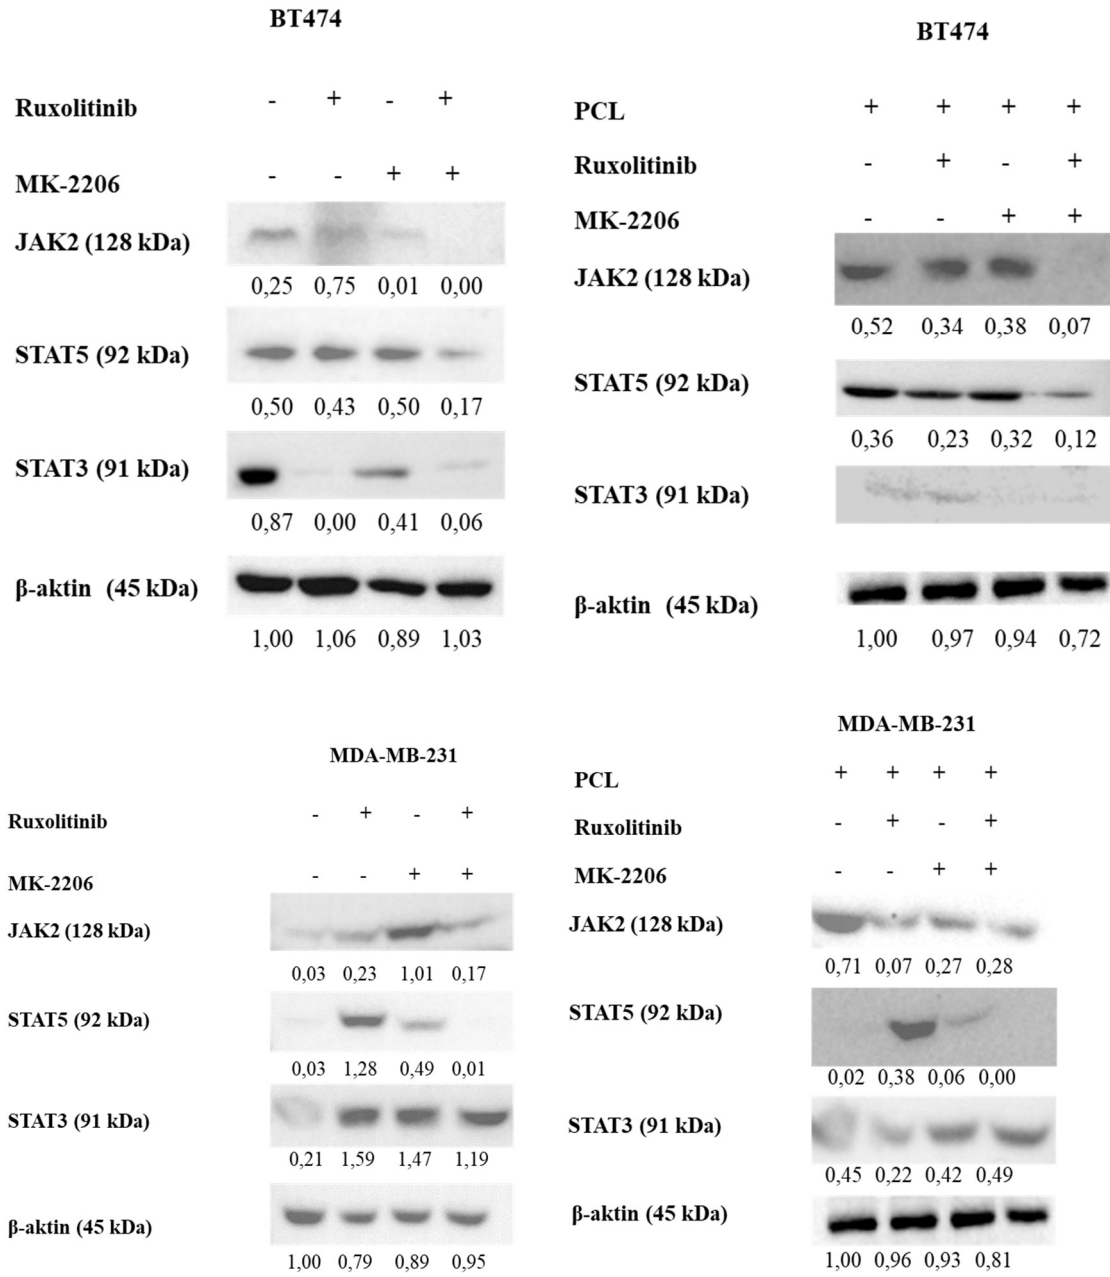 BT474
Ruxolitinib - + - +
MK-2206 - - + +
JAK2 (128 kDa)
0,25 0,75 0,01 0,00
STAT5 (92 kDa)
0,50 0,43 0,50 0,17
STAT3 (91 kDa)
0,87 0,00 0,41 0,06
β-aktin (45 kDa)
1,00 1,06 0,89 1,03
BT474
PCL + + + +
Ruxolitinib - + - +
MK-2206 - - + +
JAK2 (128 kDa)
0,52 0,34 0,38 0,07
STAT5 (92 kDa)
0,36 0,23 0,32 0,12
STAT3 (91 kDa)
β-aktin (45 kDa)
1,00 0,97 0,94 0,72
MDA-MB-231
Ruxolitinib - + - +
MK-2206 - - + +
JAK2 (128 kDa)
0,03 0,23 1,01 0,17
STAT5 (92 kDa)
0,03 1,28 0,49 0,01
STAT3 (91 kDa)
0,21 1,59 1,47 1,19
β-aktin (45 kDa)
1,00 0,79 0,89 0,95
MDA-MB-231
PCL + + + +
Ruxolitinib - + - +
MK-2206 - - + +
JAK2 (128 kDa)
0,71 0,07 0,27 0,28
STAT5 (92 kDa)
0,02 0,38 0,06 0,00
STAT3 (91 kDa)
0,45 0,22 0,42 0,49
β-aktin (45 kDa)
1,00 0,96 0,93 0,81